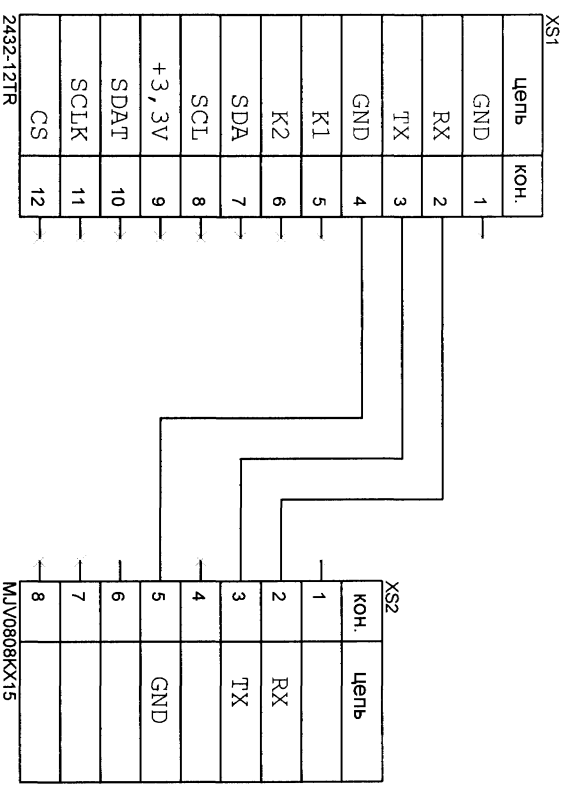 XS1
цепь кон.
GND 1
RX 2
TX 3
GND 4
K1 5
K2 6
SDA 7
SCL 8
+3,3V 9
SDAT 10
SCLK 11
CS 12
2432-12TR
XS2
кон. цепь
1
2 RX
3 TX
4
5 GND
6
7
8
MJV0808KX15